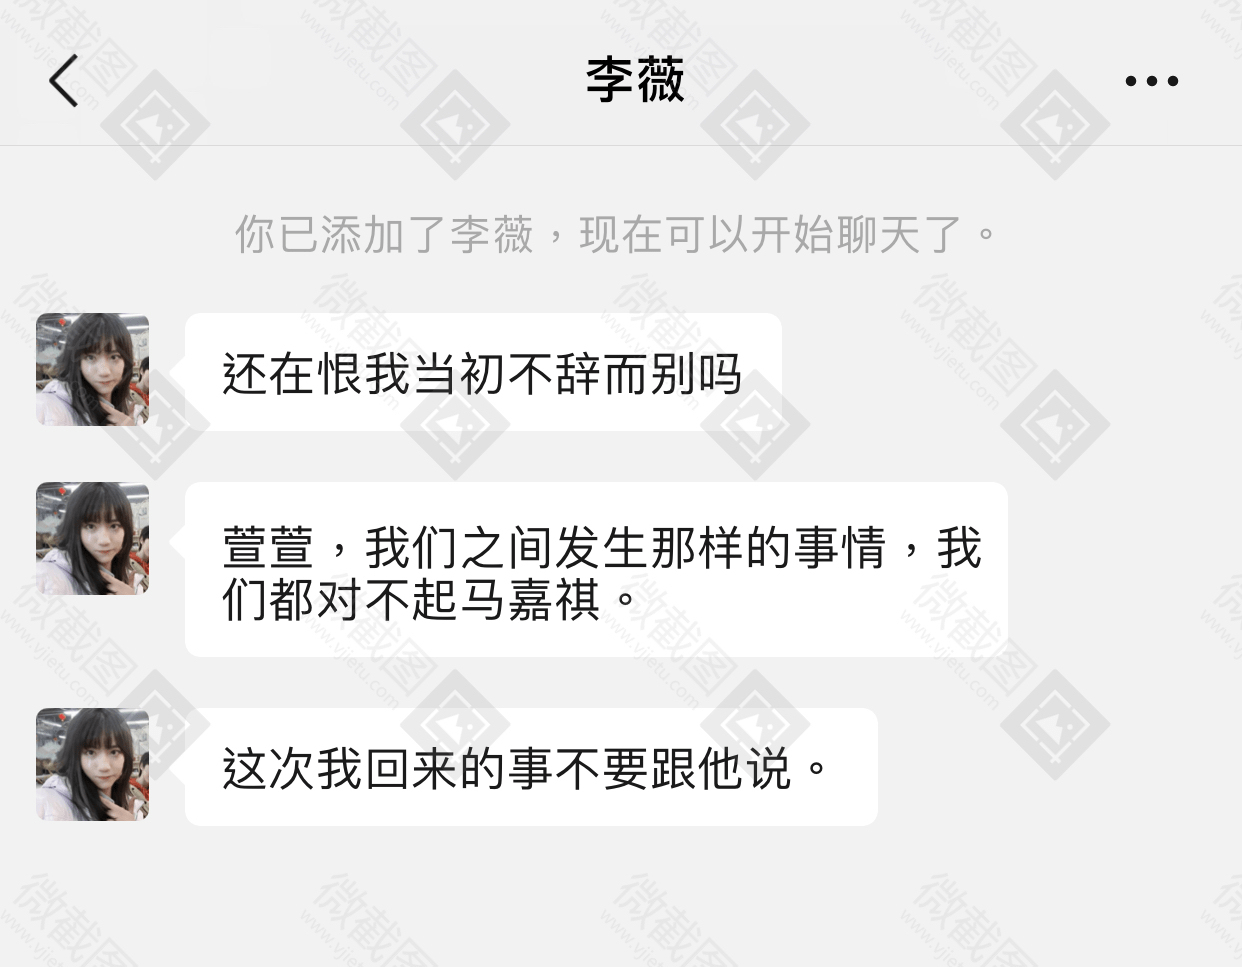 李薇
你已添加了李薇，现在可以开始聊天了。
还在恨我当初不辞而别吗
萱萱，我们之间发生那样的事情，我
们都对不起马嘉祺。
这次我回来的事不要跟他说。
微截图
www.vjietu.com